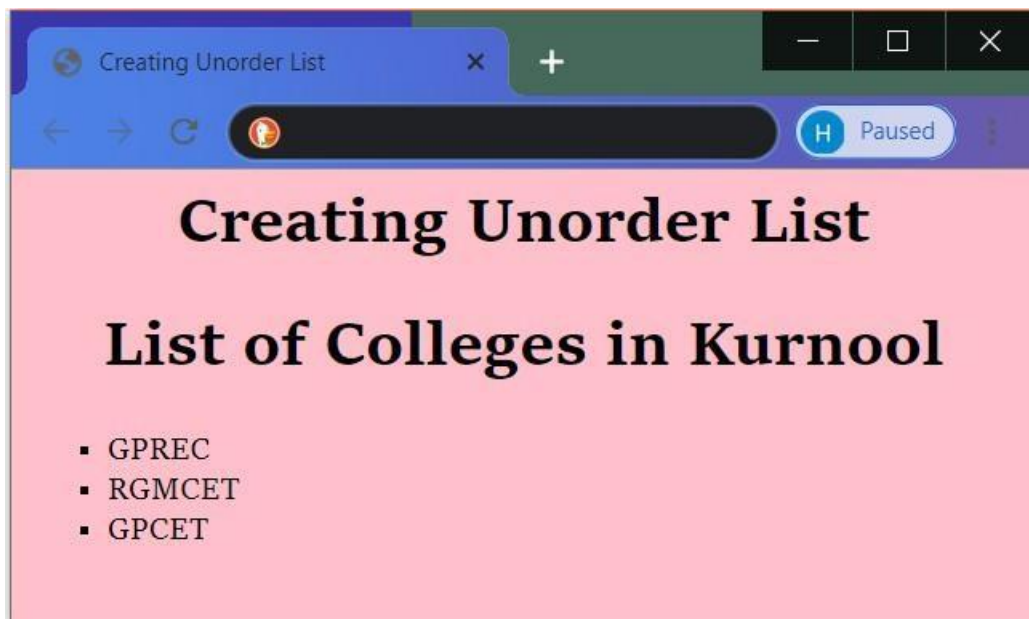 Creating Unorder List
H Paused
Creating Unorder List
List of Colleges in Kurnool
▪ GPREC
▪ RGMCET
▪ GPCET